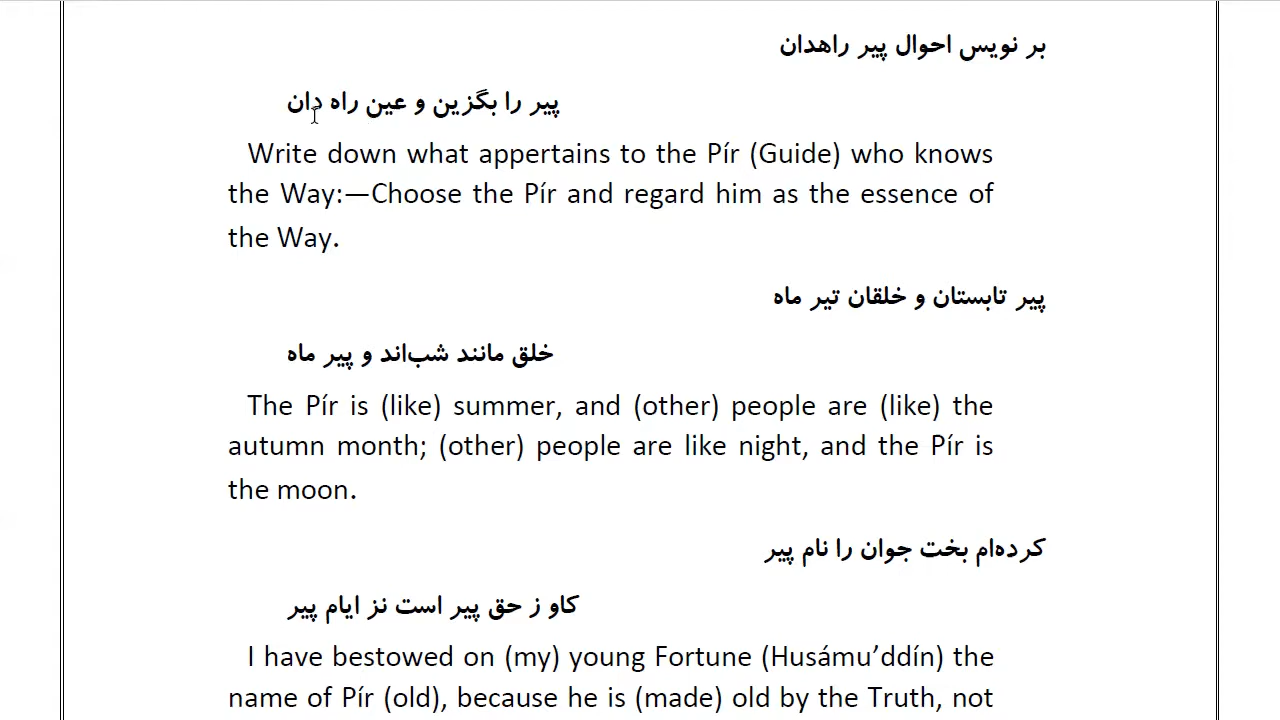 بر نویس احوال پیر راهدان
پیر را بگزین و عین راه دان
Write down what appertains to the Pír (Guide) who knows
the Way:—Choose the Pír and regard him as the essence of
the Way.
پیر تابستان و خلقان تیر ماه
خلق مانند شب‌اند و پیر ماه
The Pír is (like) summer, and (other) people are (like) the
autumn month; (other) people are like night, and the Pír is
the moon.
کرده‌ام بخت جوان را نام پیر
کاو ز حق پیر است نز ایام پیر
I have bestowed on (my) young Fortune (Husámu’ddín) the
name of Pír (old), because he is (made) old by the Truth, not